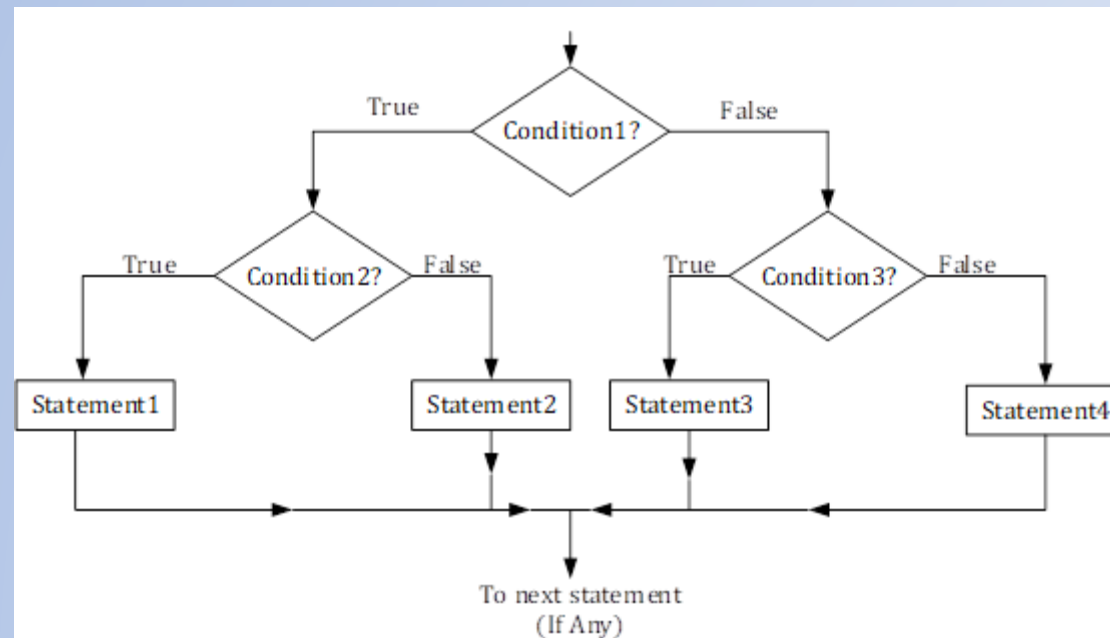 True
Condition1?
False
True
Condition2?
False
True
Condition3?
False
Statement1
Statement2
Statement3
Statement4
To next statement
(If Any)